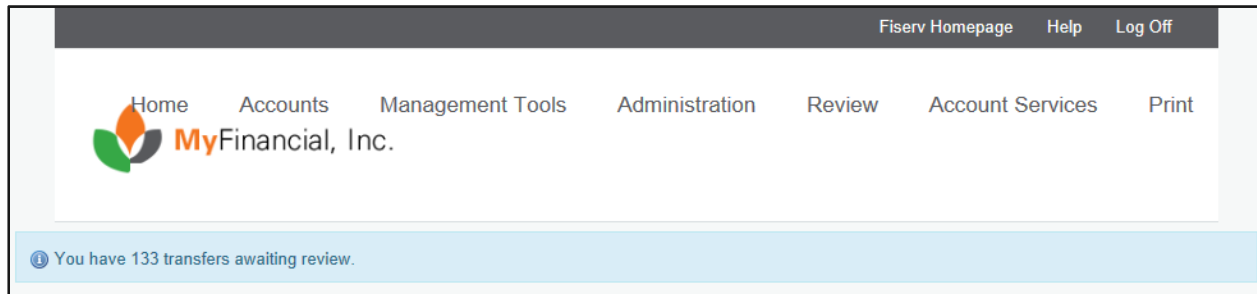 Fiserv Homepage Help Log Off
Home Accounts Management Tools Administration Review Account Services Print
MyFinancial, Inc.
You have 133 transfers awaiting review.